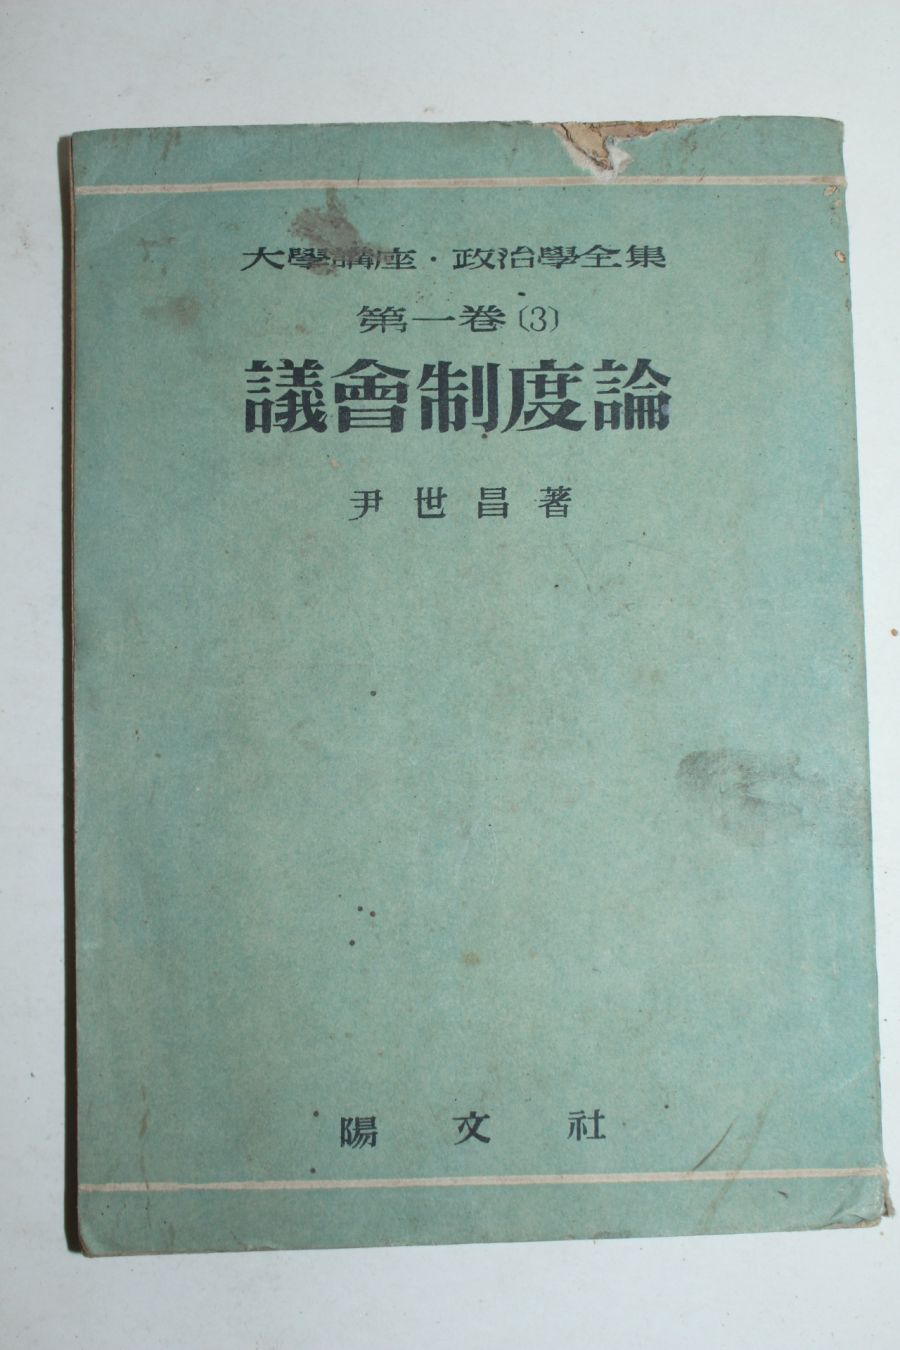 大學講座・政治學全集
第一巻〔3〕
議會制度論
尹世昌著
陽文社